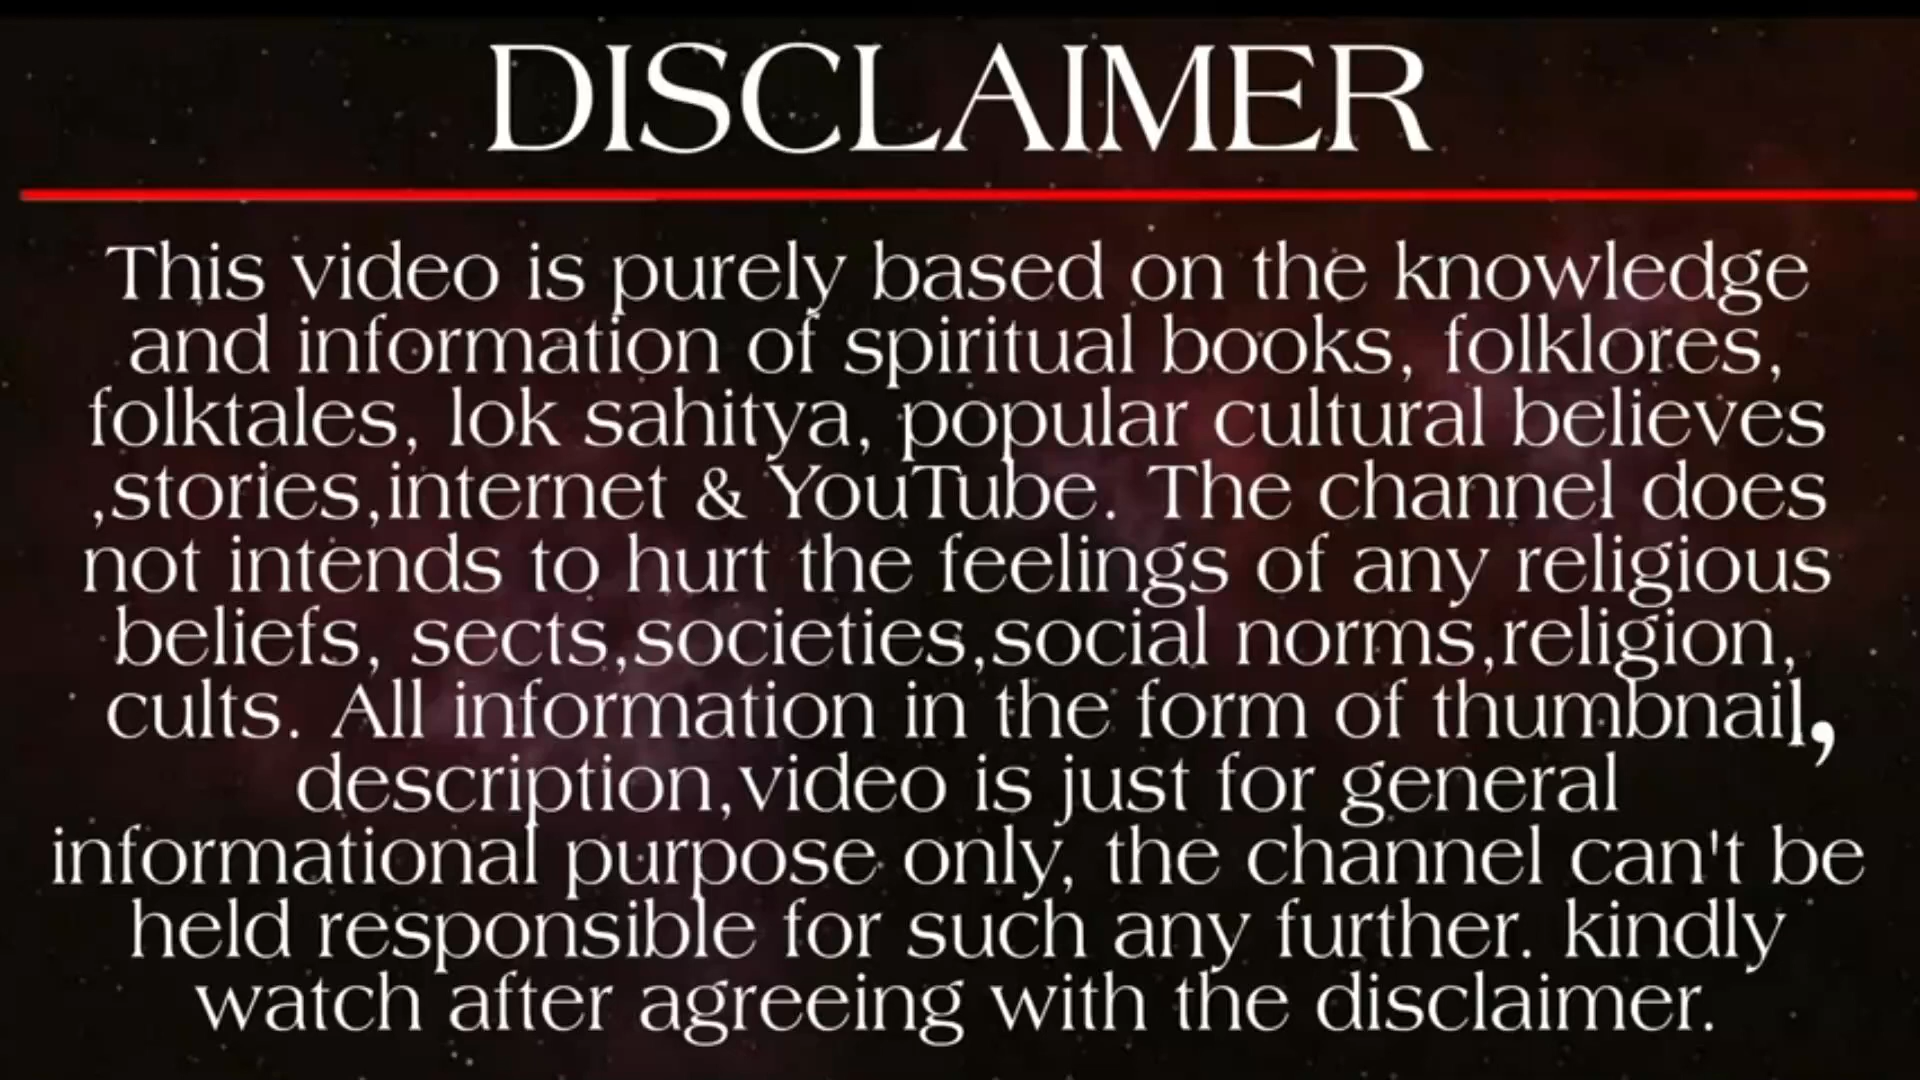 DISCLAIMER
This video is purely based on the knowledge
and information of spiritual books, folklores,
folktales, lok sahitya, popular cultural believes
,stories,internet & YouTube. The channel does
not intends to hurt the feelings of any religious
beliefs, sects,societies,social norms,religion,
cults. All information in the form of thumbnail,
description,video is just for general
informational purpose only, the channel can't be
held responsible for such any further. kindly
watch after agreeing with the disclaimer.